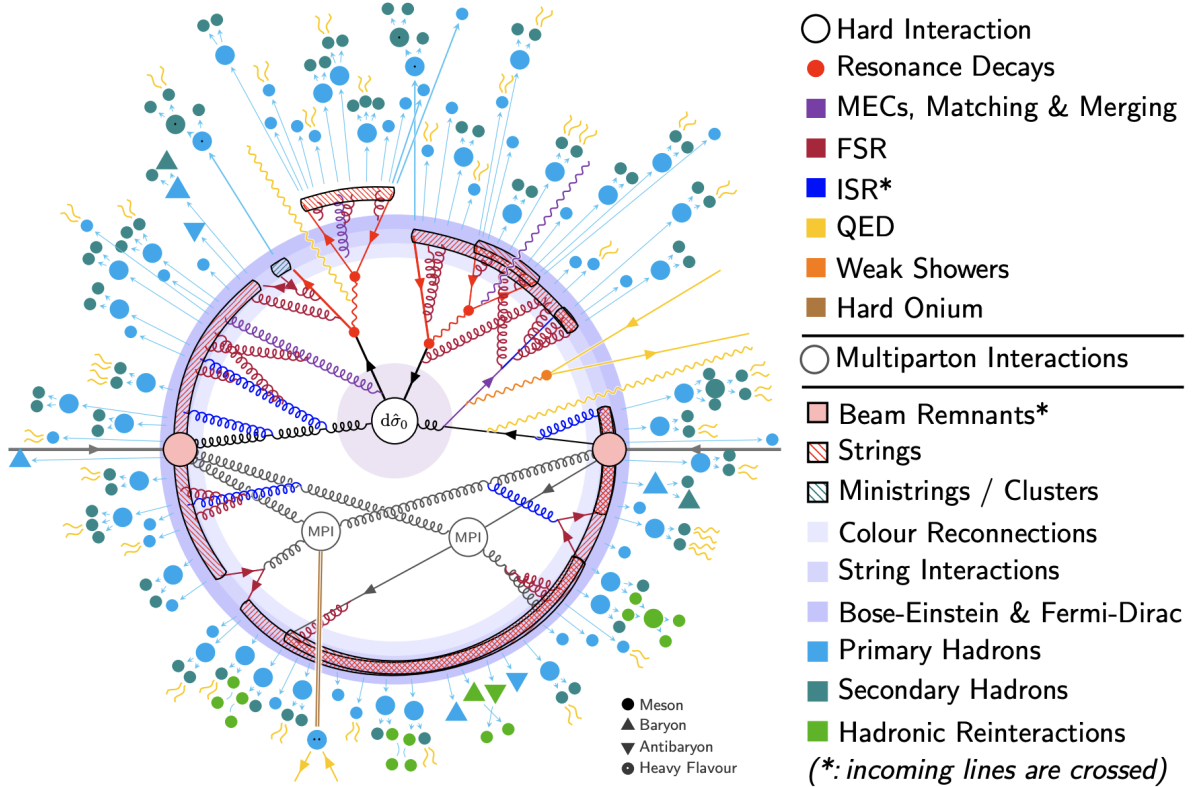 Hard Interaction
Resonance Decays
MECs, Matching & Merging
FSR
ISR*
QED
Weak Showers
Hard Onium
Multiparton Interactions
Beam Remnants*
Strings
Ministrings / Clusters
Colour Reconnections
String Interactions
Bose-Einstein & Fermi-Dirac
Primary Hadrons
Secondary Hadrons
Hadronic Reinteractions
(*: incoming lines are crossed)
dσ̂₀
MPI
MPI
Meson
Baryon
Antibaryon
Heavy Flavour